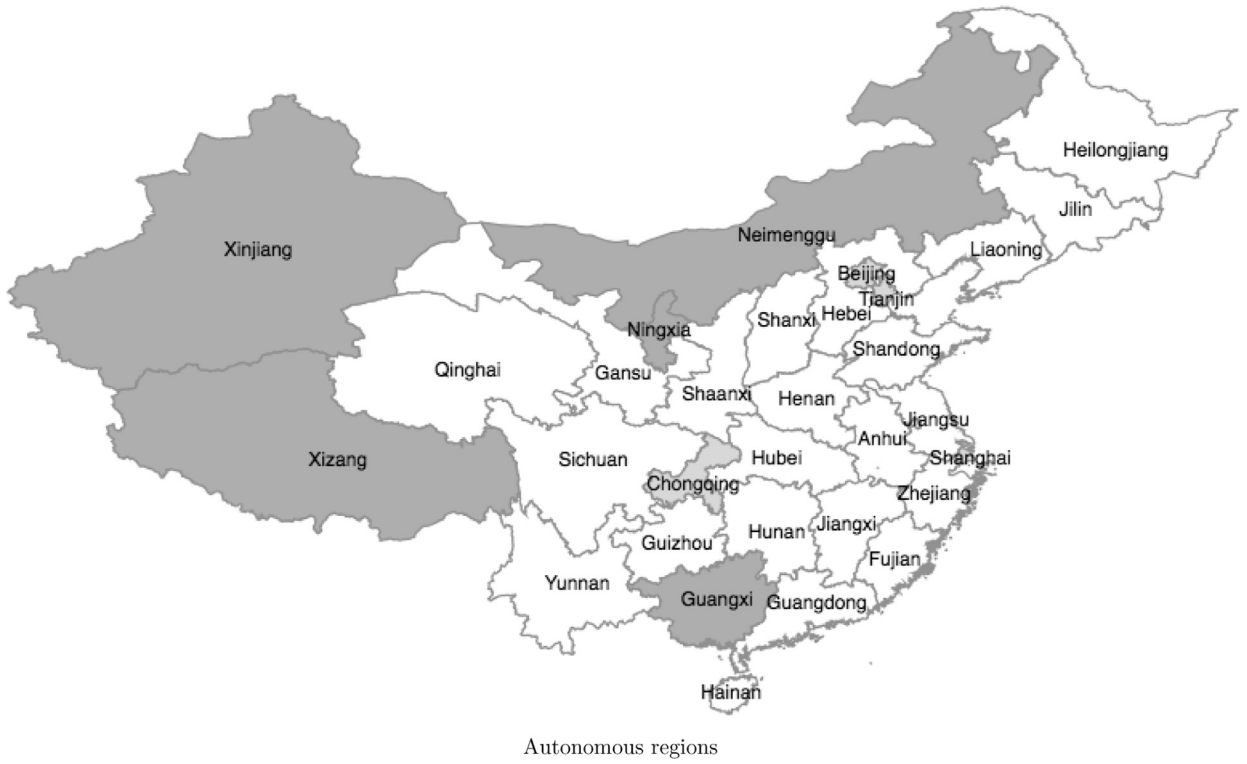 Heilongjiang
Jilin
Neimenggu
Xinjiang
Liaoning
Beijing
Tianjin
Hebei
Shanxi
Ningxia
Shandong
Qinghai
Gansu
Shaanxi
Henan
Jiangsu
Anhui
Xizang
Sichuan
Hubei
Shanghai
Chongqing
Zhejiang
Jiangxi
Hunan
Guizhou
Fujian
Yunnan
Guangxi
Guangdong
Hainan
Autonomous regions